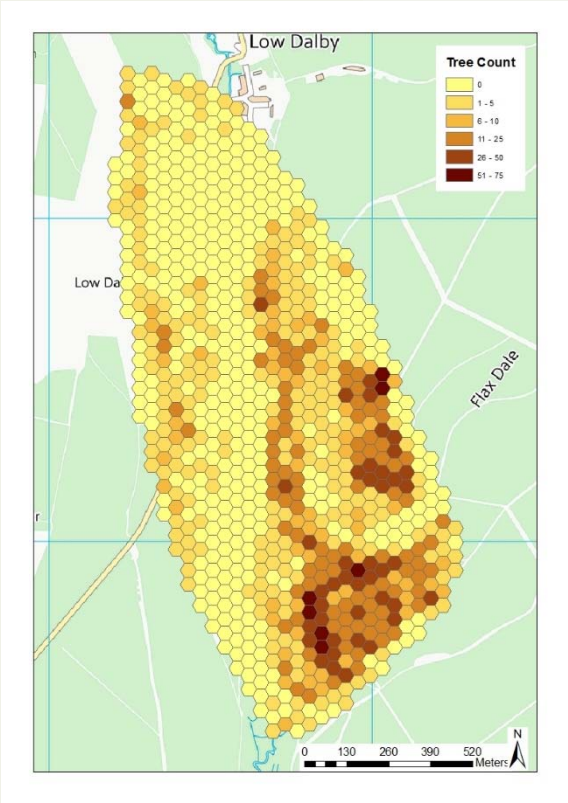 Low Dalby
Tree Count
0
1 - 5
6 - 10
11 - 25
26 - 50
51 - 75
Low Da
Flax Dale
r
N
0 130 260 390 520
Meters